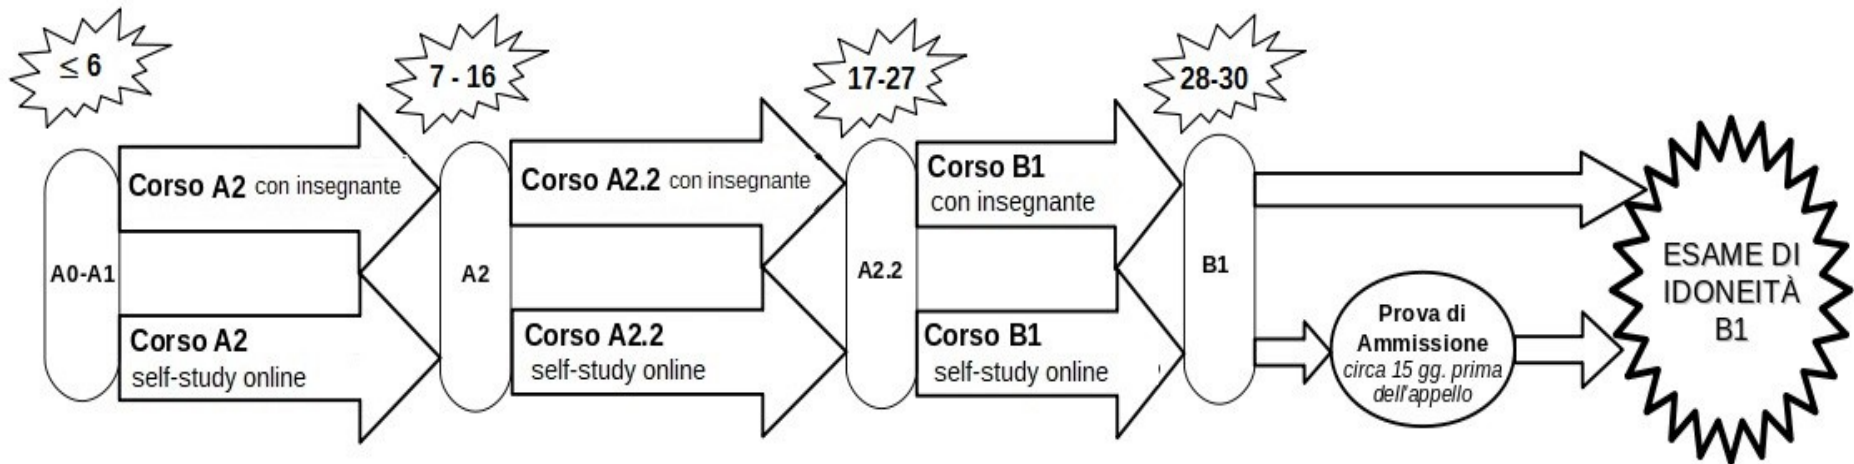 ≤ 6
7 - 16
17-27
28-30
A0-A1
Corso A2 con insegnante
Corso A2
self-study online
A2
Corso A2.2 con insegnante
Corso A2.2
self-study online
A2.2
Corso B1
con insegnante
Corso B1
self-study online
B1
Prova di
Ammissione
circa 15 gg. prima
dell'appello
ESAME DI
IDONEITÀ
B1